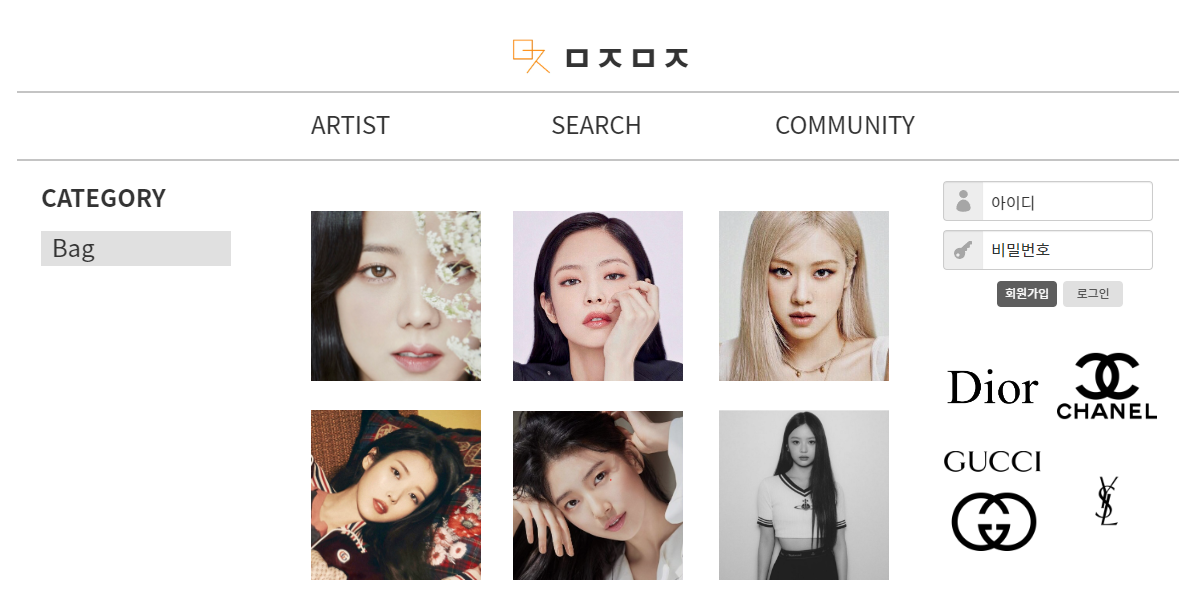 ㅁㅈㅁㅈ
ARTIST SEARCH COMMUNITY
CATEGORY
Bag
아이디
비밀번호
회원가입 로그인
Dior
CHANEL
GUCCI
YSL